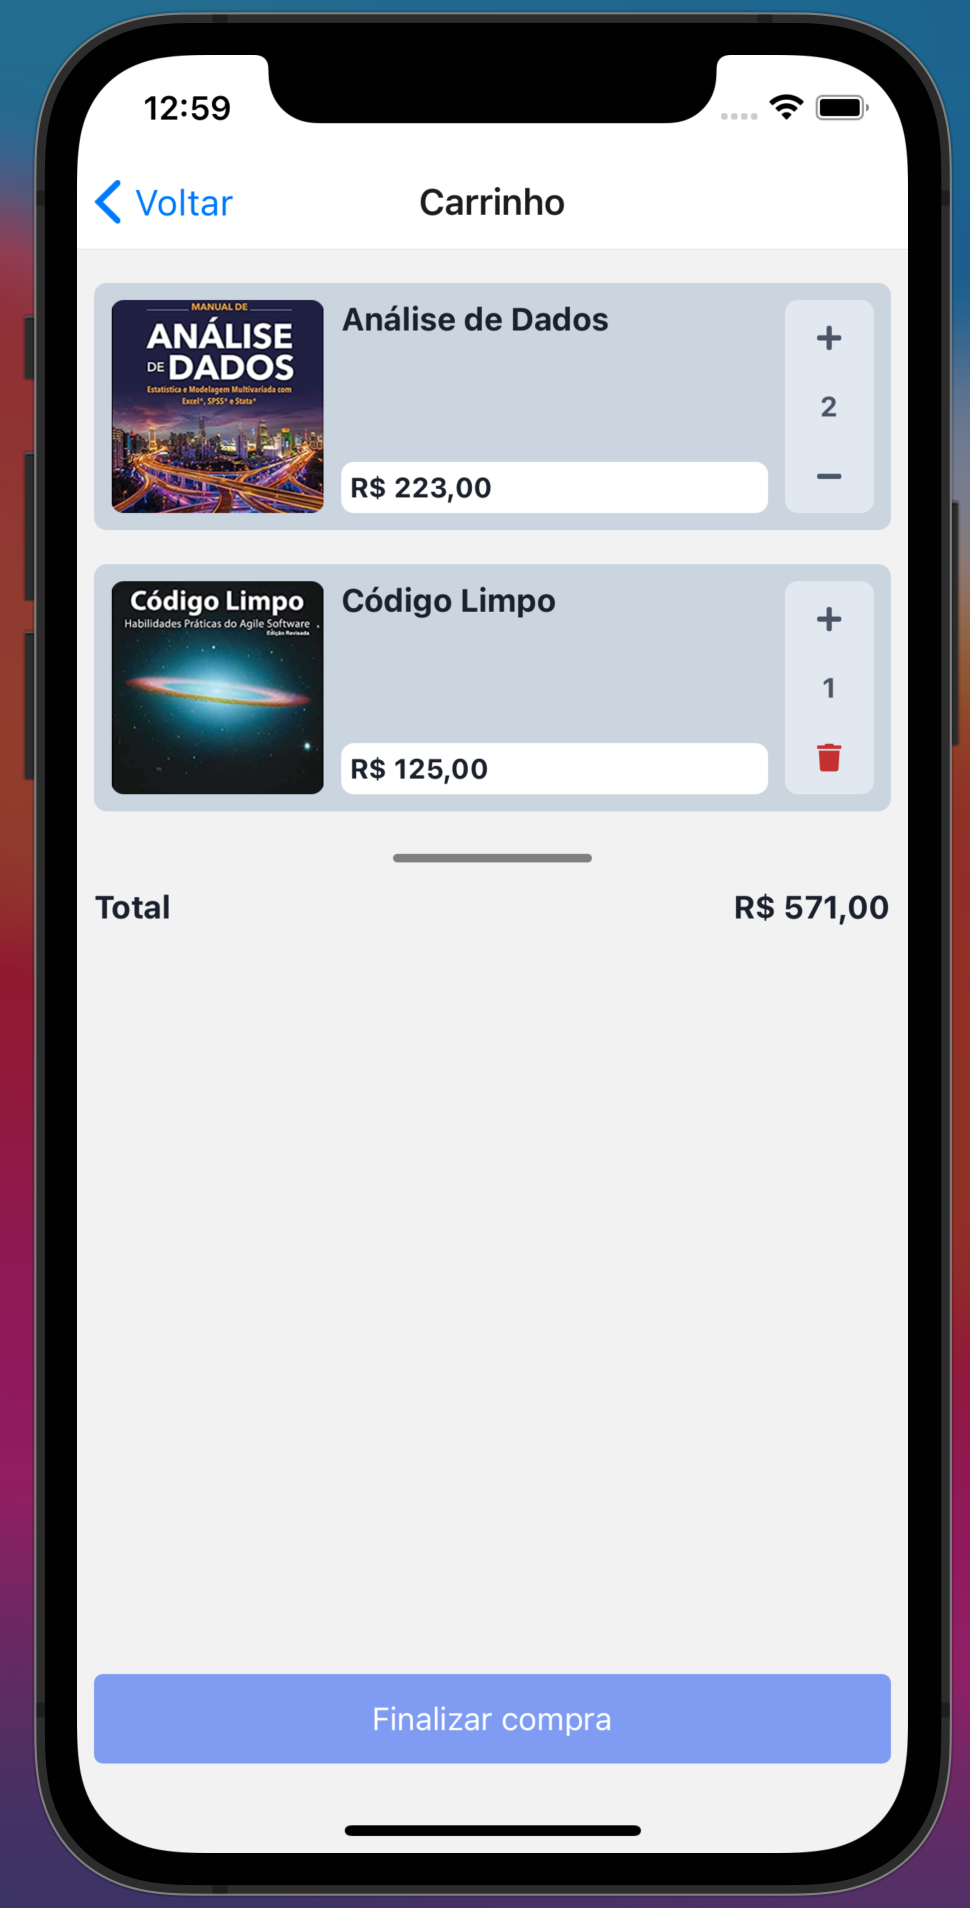 12:59
Voltar
Carrinho
MANUAL DE
ANÁLISE
DE DADOS
Estatística e Modelagem Multivariada com
Excel®, SPSS® e Stata®
Análise de Dados
R$ 223,00
+
2
−
Código Limpo
Habilidades Práticas do Agile Software
Edição Revisada
Código Limpo
R$ 125,00
+
1
Total
R$ 571,00
Finalizar compra